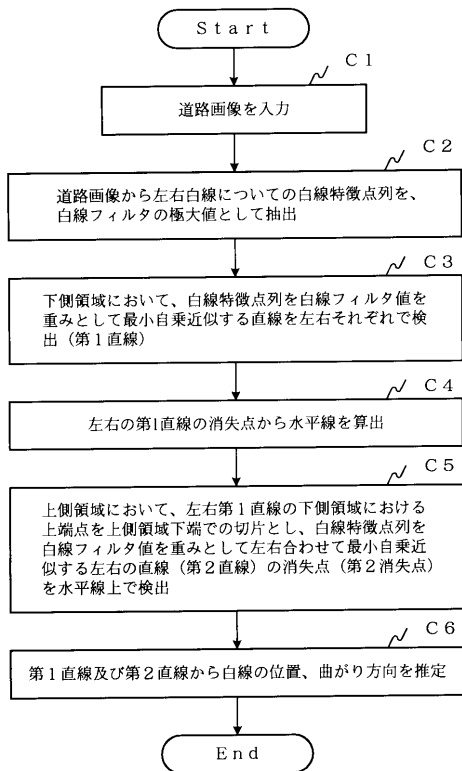 Start
C1
道路画像を入力
C2
道路画像から左右白線についての白線特徴点列を、
白線フィルタの極大値として抽出
C3
下側領域において、白線特徴点列を白線フィルタ値を
重みとして最小自乗近似する直線を左右それぞれで検
出（第１直線）
C4
左右の第1直線の消失点から水平線を算出
C5
上側領域において、左右第１直線の下側領域における
上端点を上側領域下端での切片とし、白線特徴点列を
白線フィルタ値を重みとして左右合わせて最小自乗近
似する左右の直線（第２直線）の消失点（第２消失点）
を水平線上で検出
C6
第１直線及び第２直線から白線の位置、曲がり方向を推定
End